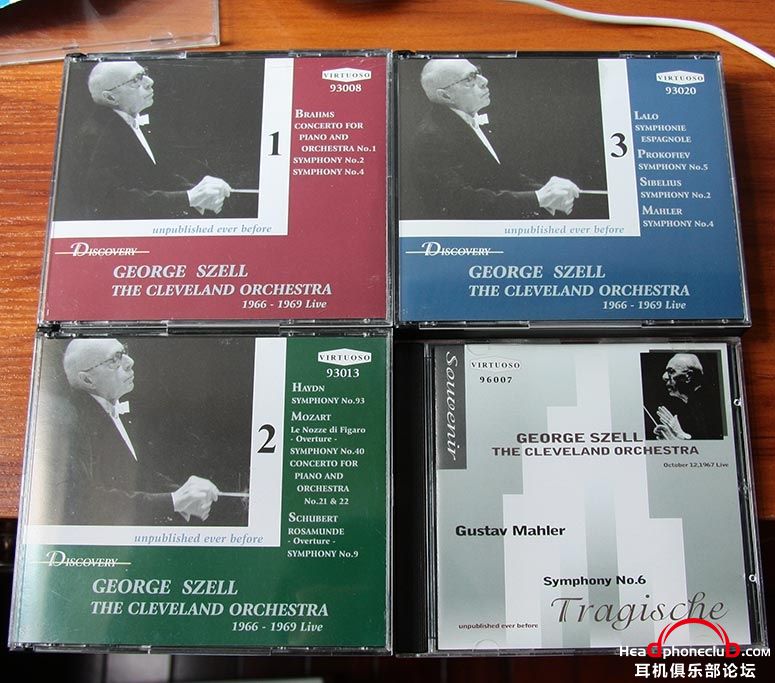 VIRTUOSO
93008
1
BRAHMS
CONCERTO FOR
PIANO AND
ORCHESTRA No.1
SYMPHONY No.2
SYMPHONY No.4
unpublished ever before
DISCOVERY
GEORGE SZELL
THE CLEVELAND ORCHESTRA
1966 - 1969 Live
VIRTUOSO
93020
3
LALO
SYMPHONIE
ESPAGNOLE
PROKOFIEV
SYMPHONY No.5
SIBELIUS
SYMPHONY No.2
MAHLER
SYMPHONY No.4
unpublished ever before
DISCOVERY
GEORGE SZELL
THE CLEVELAND ORCHESTRA
1966 - 1969 Live
VIRTUOSO
93013
2
HAYDN
SYMPHONY No.93
MOZART
Le Nozze di Figaro
- Overture -
SYMPHONY No.40
CONCERTO FOR
PIANO AND
ORCHESTRA
No.21 & 22
SCHUBERT
ROSAMUNDE
- Overture -
SYMPHONY No.9
unpublished ever before
DISCOVERY
GEORGE SZELL
THE CLEVELAND ORCHESTRA
1966 - 1969 Live
Souvenir
VIRTUOSO
96007
GEORGE SZELL
THE CLEVELAND ORCHESTRA
October 12,1967 Live
Gustav Mahler
Symphony No.6
Tragische
unpublished ever before
Headphoneclub.com
耳机俱乐部论坛